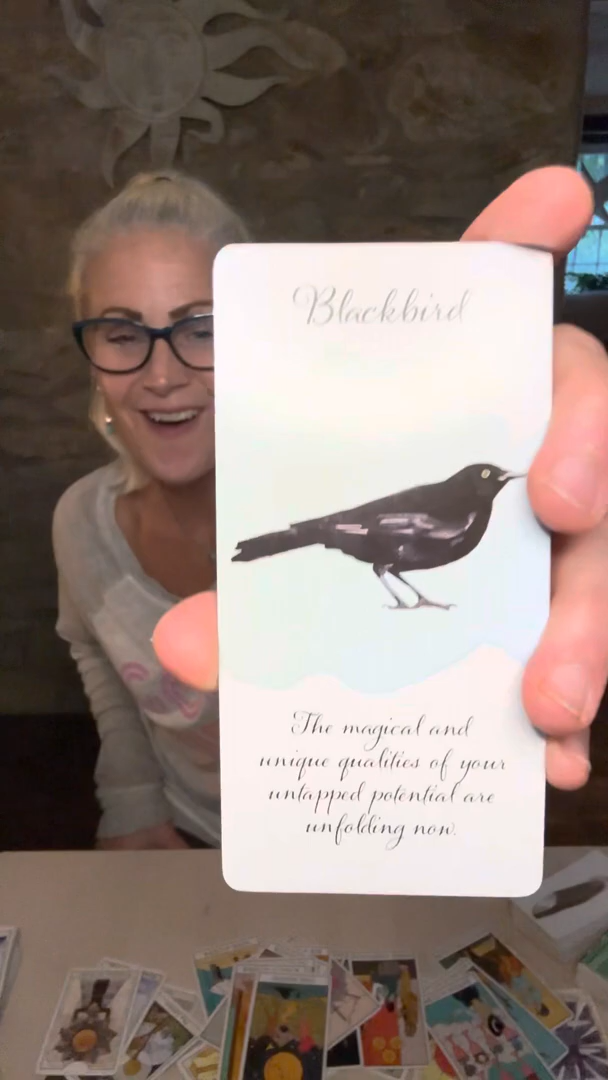 Blackbird
The magical and
unique qualities of your
untapped potential are
unfolding now.